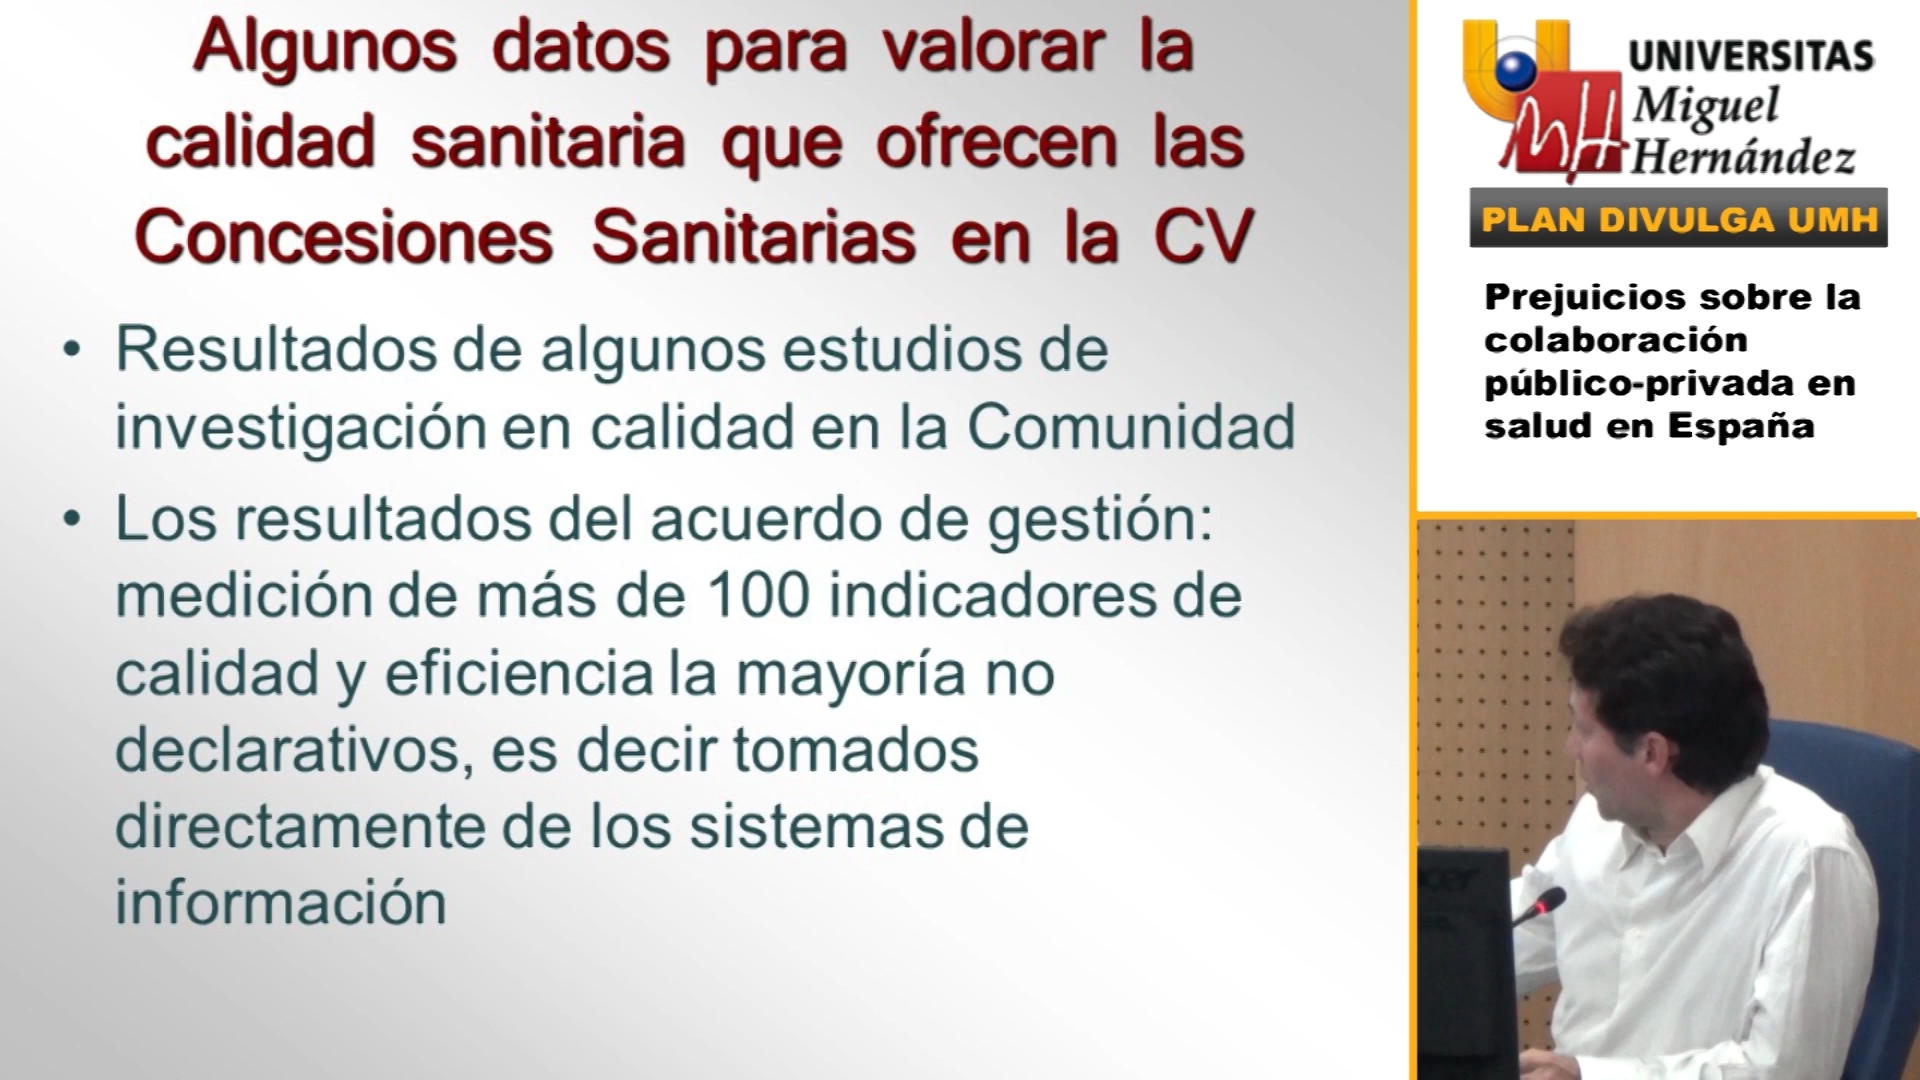 Algunos datos para valorar la
calidad sanitaria que ofrecen las
Concesiones Sanitarias en la CV
• Resultados de algunos estudios de
investigación en calidad en la Comunidad
• Los resultados del acuerdo de gestión:
medición de más de 100 indicadores de
calidad y eficiencia la mayoría no
declarativos, es decir tomados
directamente de los sistemas de
información
UNIVERSITAS
Miguel
Hernández
PLAN DIVULGA UMH
Prejuicios sobre la
colaboración
público-privada en
salud en España